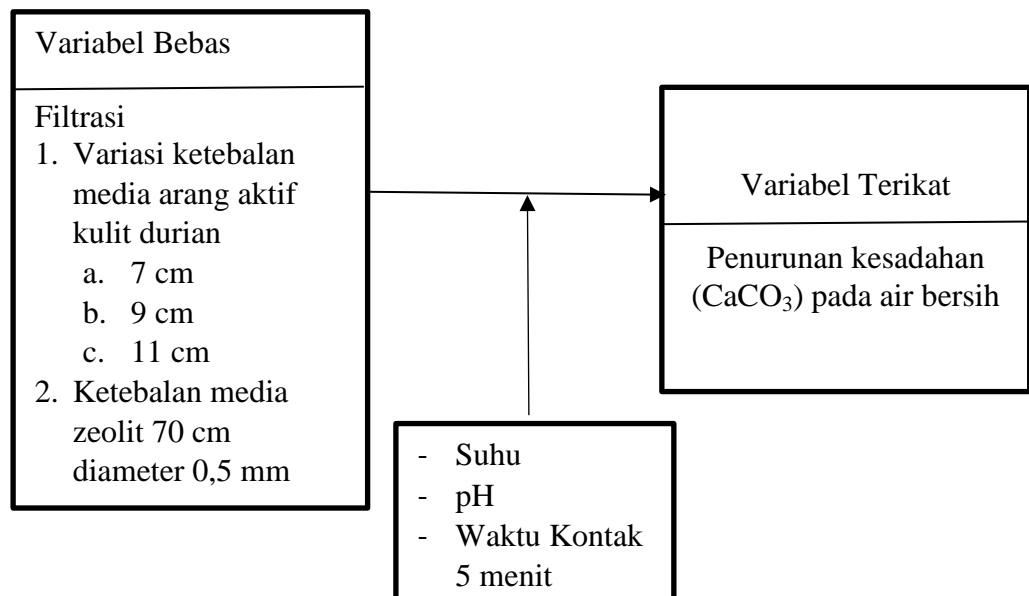 Variabel Bebas
Filtrasi
1. Variasi ketebalan
media arang aktif
kulit durian
a. 7 cm
b. 9 cm
c. 11 cm
2. Ketebalan media
zeolit 70 cm
diameter 0,5 mm
Variabel Terikat
Penurunan kesadahan
(CaCO₃) pada air bersih
- Suhu
- pH
- Waktu Kontak
5 menit